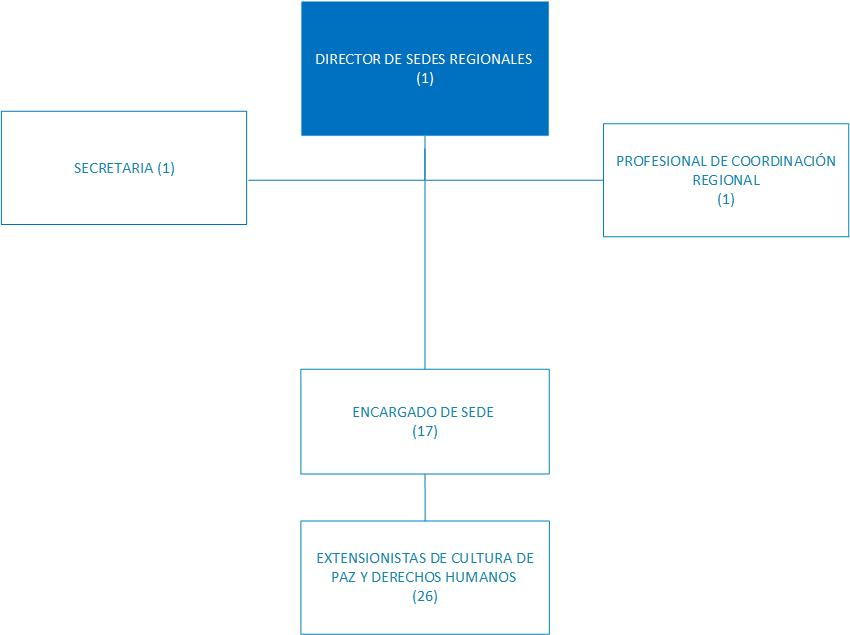 DIRECTOR DE SEDES REGIONALES
(1)
SECRETARIA (1)
PROFESIONAL DE COORDINACIÓN
REGIONAL
(1)
ENCARGADO DE SEDE
(17)
EXTENSIONISTAS DE CULTURA DE
PAZ Y DERECHOS HUMANOS
(26)